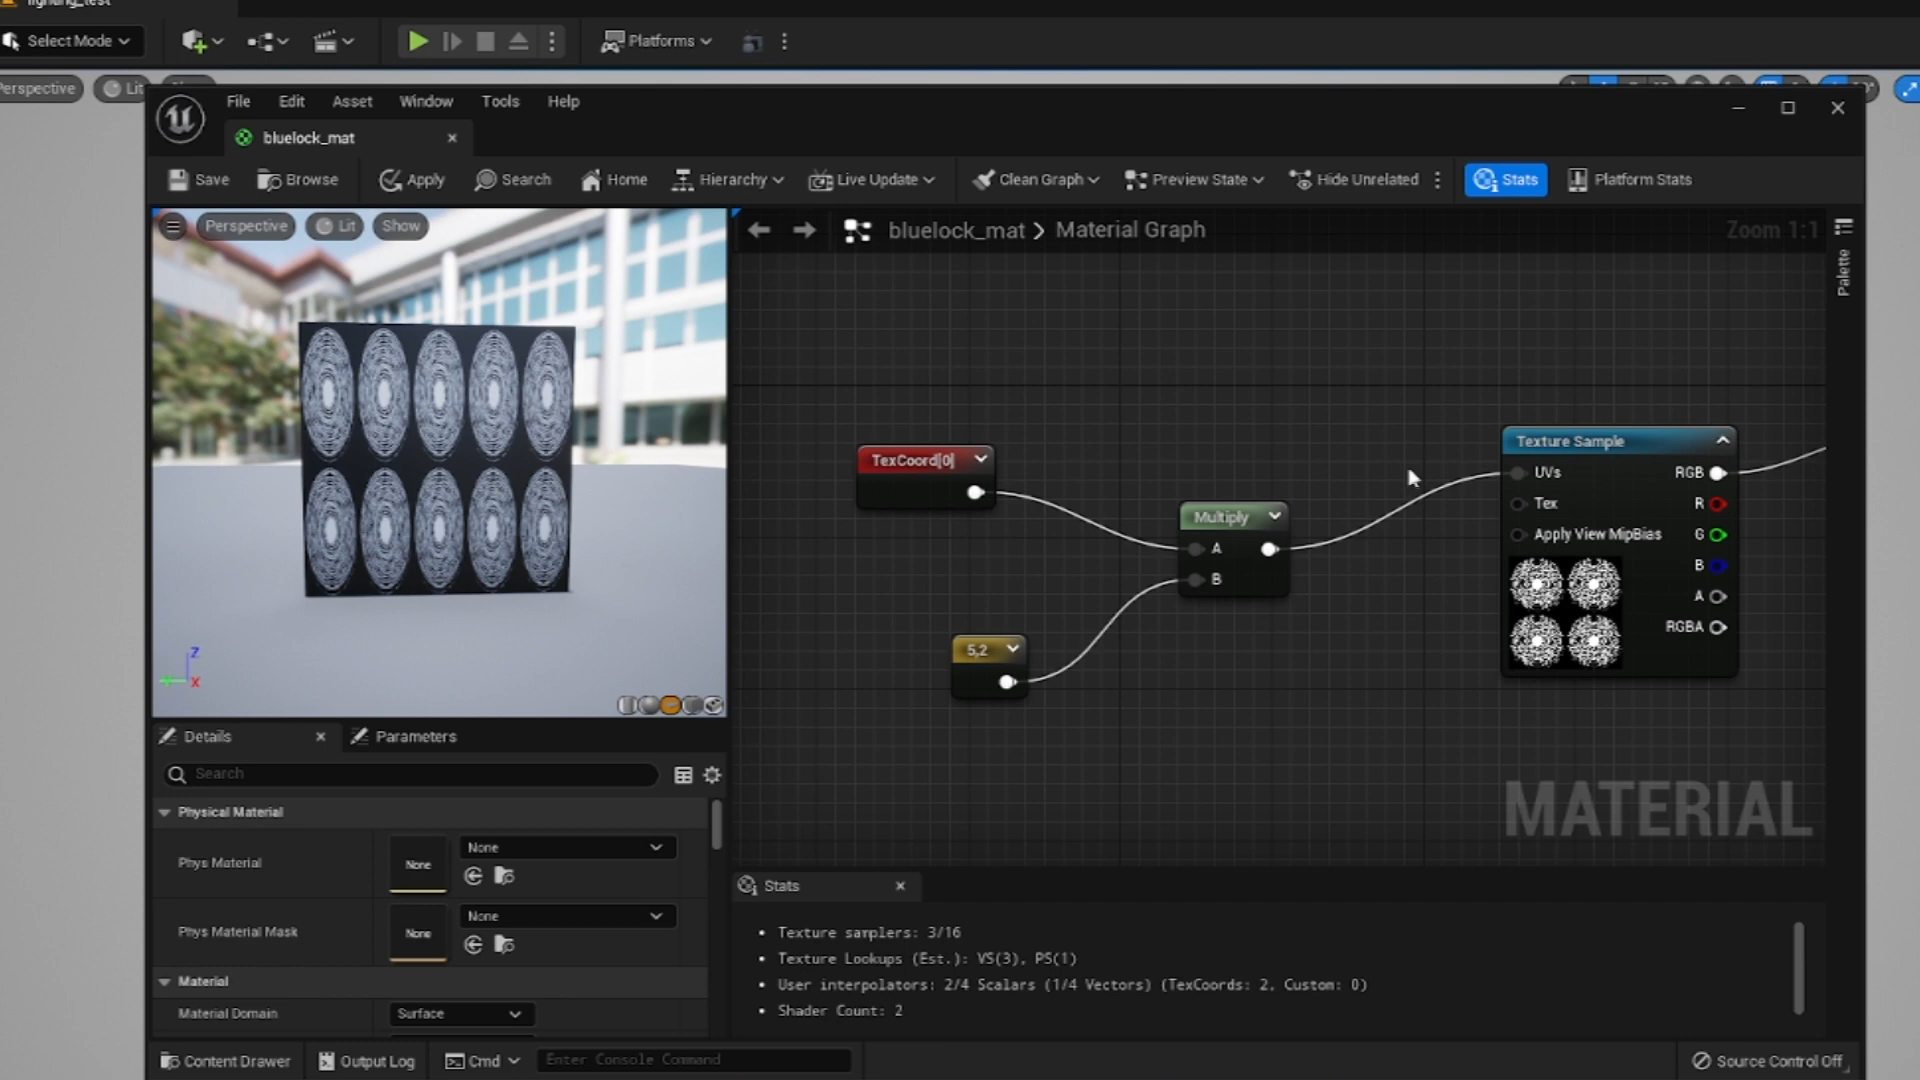 lighting_test
Select Mode
Platforms
Perspective
Lit
File Edit Asset Window Tools Help
bluelock_mat
Save Browse Apply Search Home Hierarchy Live Update Clean Graph Preview State Hide Unrelated Stats Platform Stats
Perspective Lit Show
bluelock_mat > Material Graph
Zoom 1:1
Palette
TexCoord[0]
Multiply
A
B
5,2
Texture Sample
UVs RGB
Tex R
Apply View MipBias G
B
A
RGBA
Z
X
MATERIAL
Details Parameters
Search
Physical Material
Phys Material None None
Phys Material Mask None None
Material
Material Domain Surface
Stats
• Texture samplers: 3/16
• Texture Lookups (Est.): VS(3), PS(1)
• User interpolators: 2/4 Scalars (1/4 Vectors) (TexCoords: 2, Custom: 0)
• Shader Count: 2
Content Drawer Output Log Cmd Enter Console Command Source Control Off